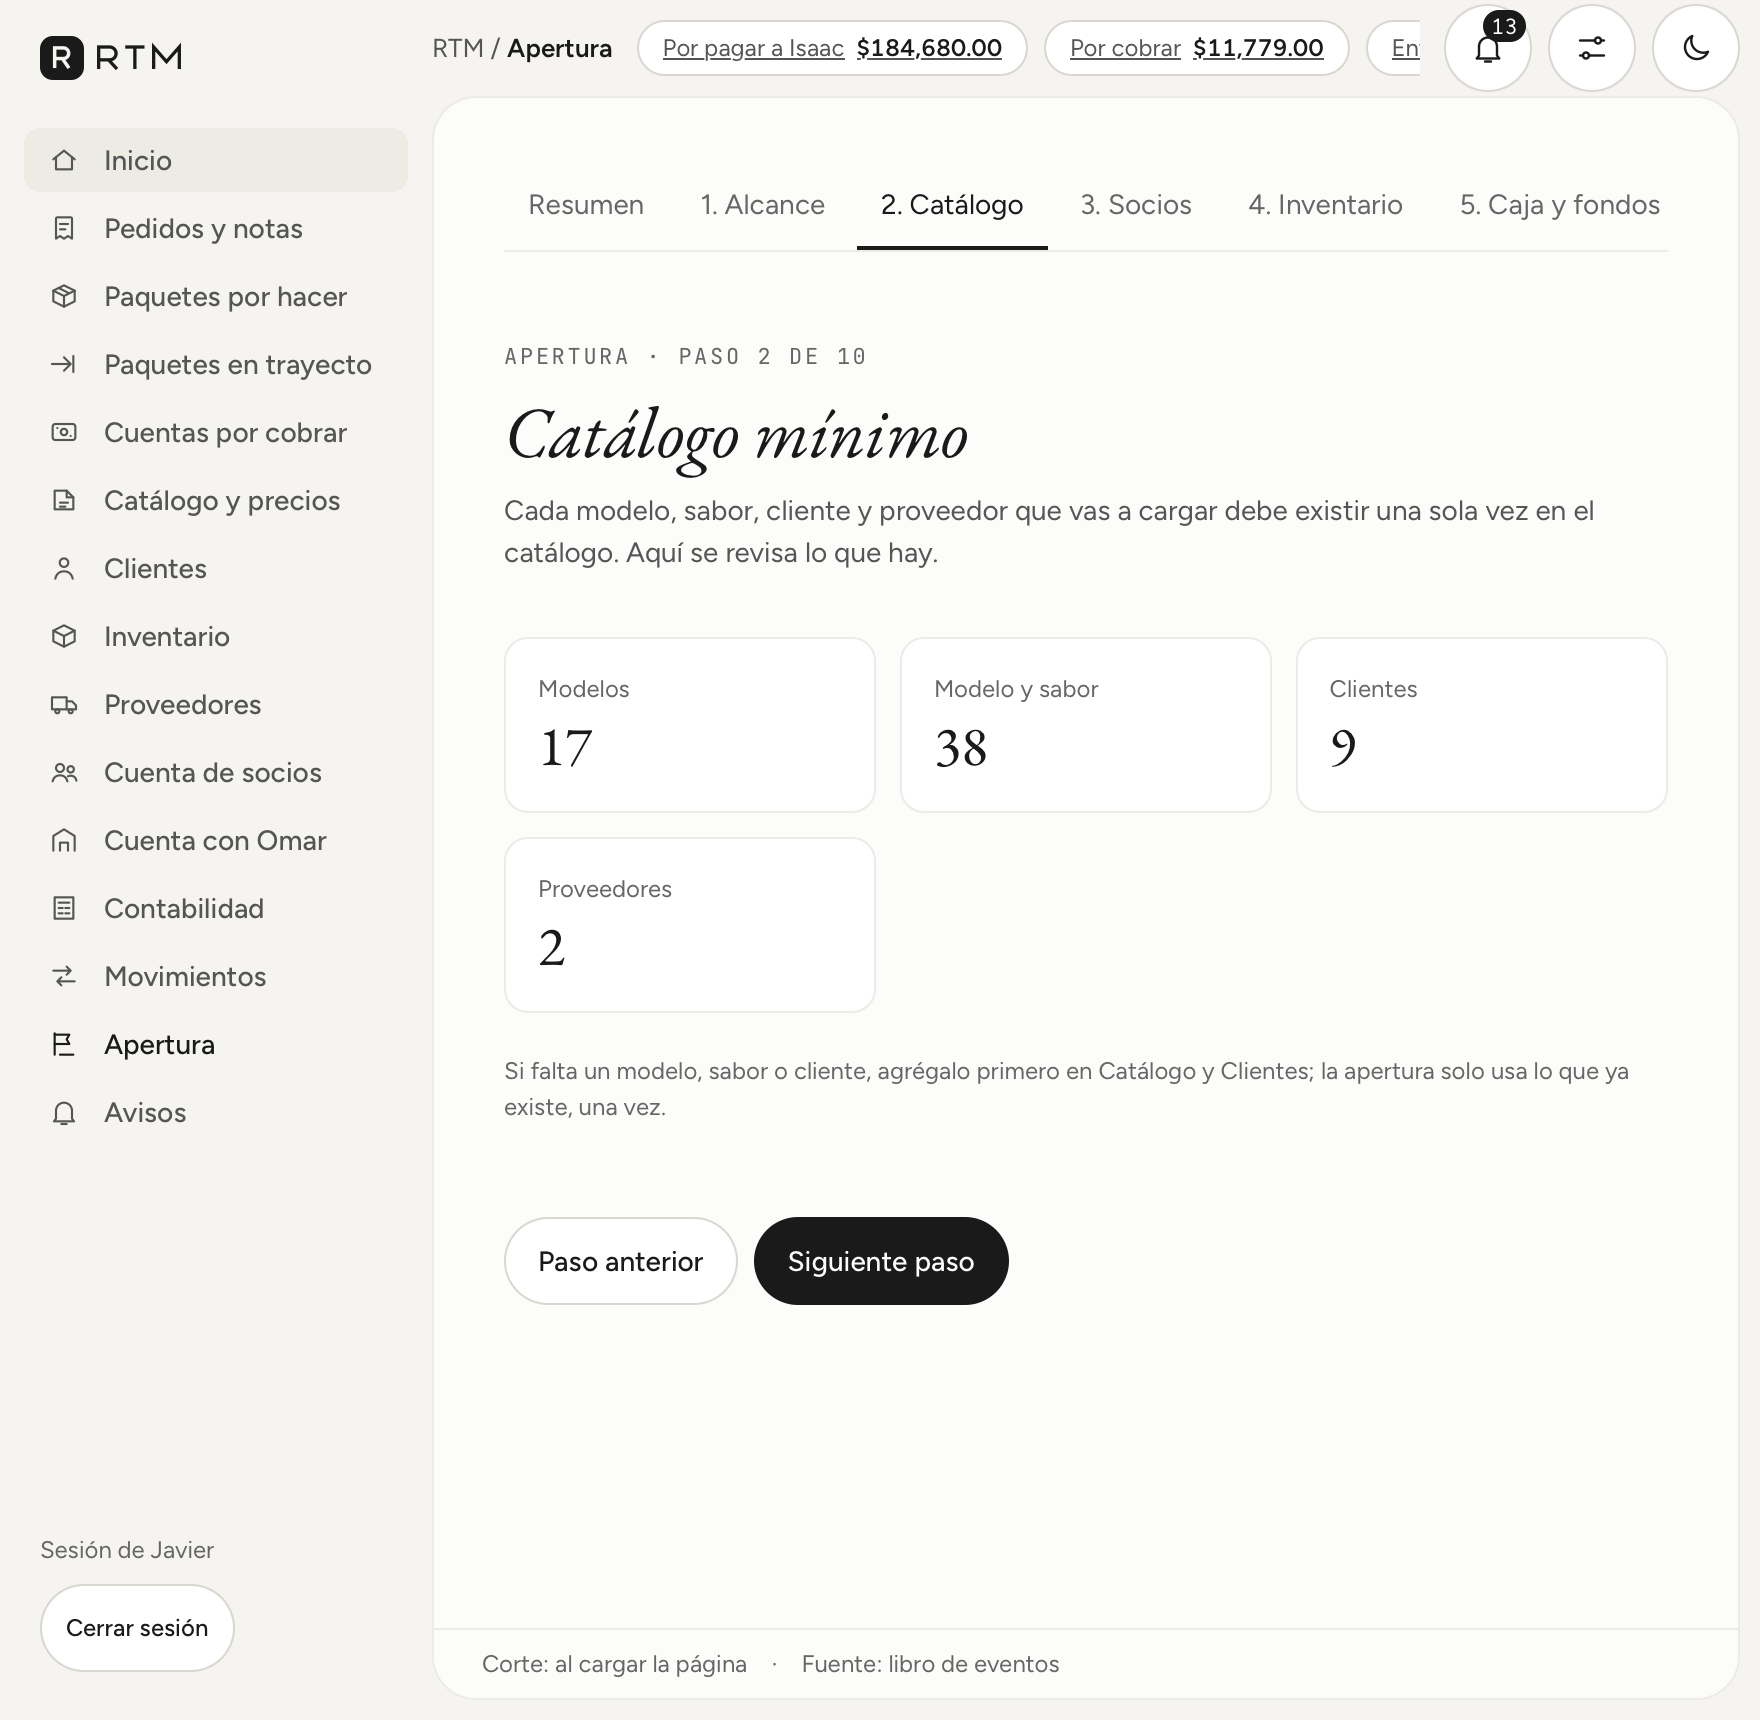 R RTM
RTM / Apertura
Por pagar a Isaac $184,680.00
Por cobrar $11,779.00
13
Inicio
Pedidos y notas
Paquetes por hacer
Paquetes en trayecto
Cuentas por cobrar
Catálogo y precios
Clientes
Inventario
Proveedores
Cuenta de socios
Cuenta con Omar
Contabilidad
Movimientos
Apertura
Avisos
Sesión de Javier
Cerrar sesión
Resumen
1. Alcance
2. Catálogo
3. Socios
4. Inventario
5. Caja y fondos
APERTURA · PASO 2 DE 10
Catálogo mínimo
Cada modelo, sabor, cliente y proveedor que vas a cargar debe existir una sola vez en el
catálogo. Aquí se revisa lo que hay.
Modelos
17
Modelo y sabor
38
Clientes
9
Proveedores
2
Si falta un modelo, sabor o cliente, agrégalo primero en Catálogo y Clientes; la apertura solo usa lo que ya
existe, una vez.
Paso anterior
Siguiente paso
Corte: al cargar la página · Fuente: libro de eventos